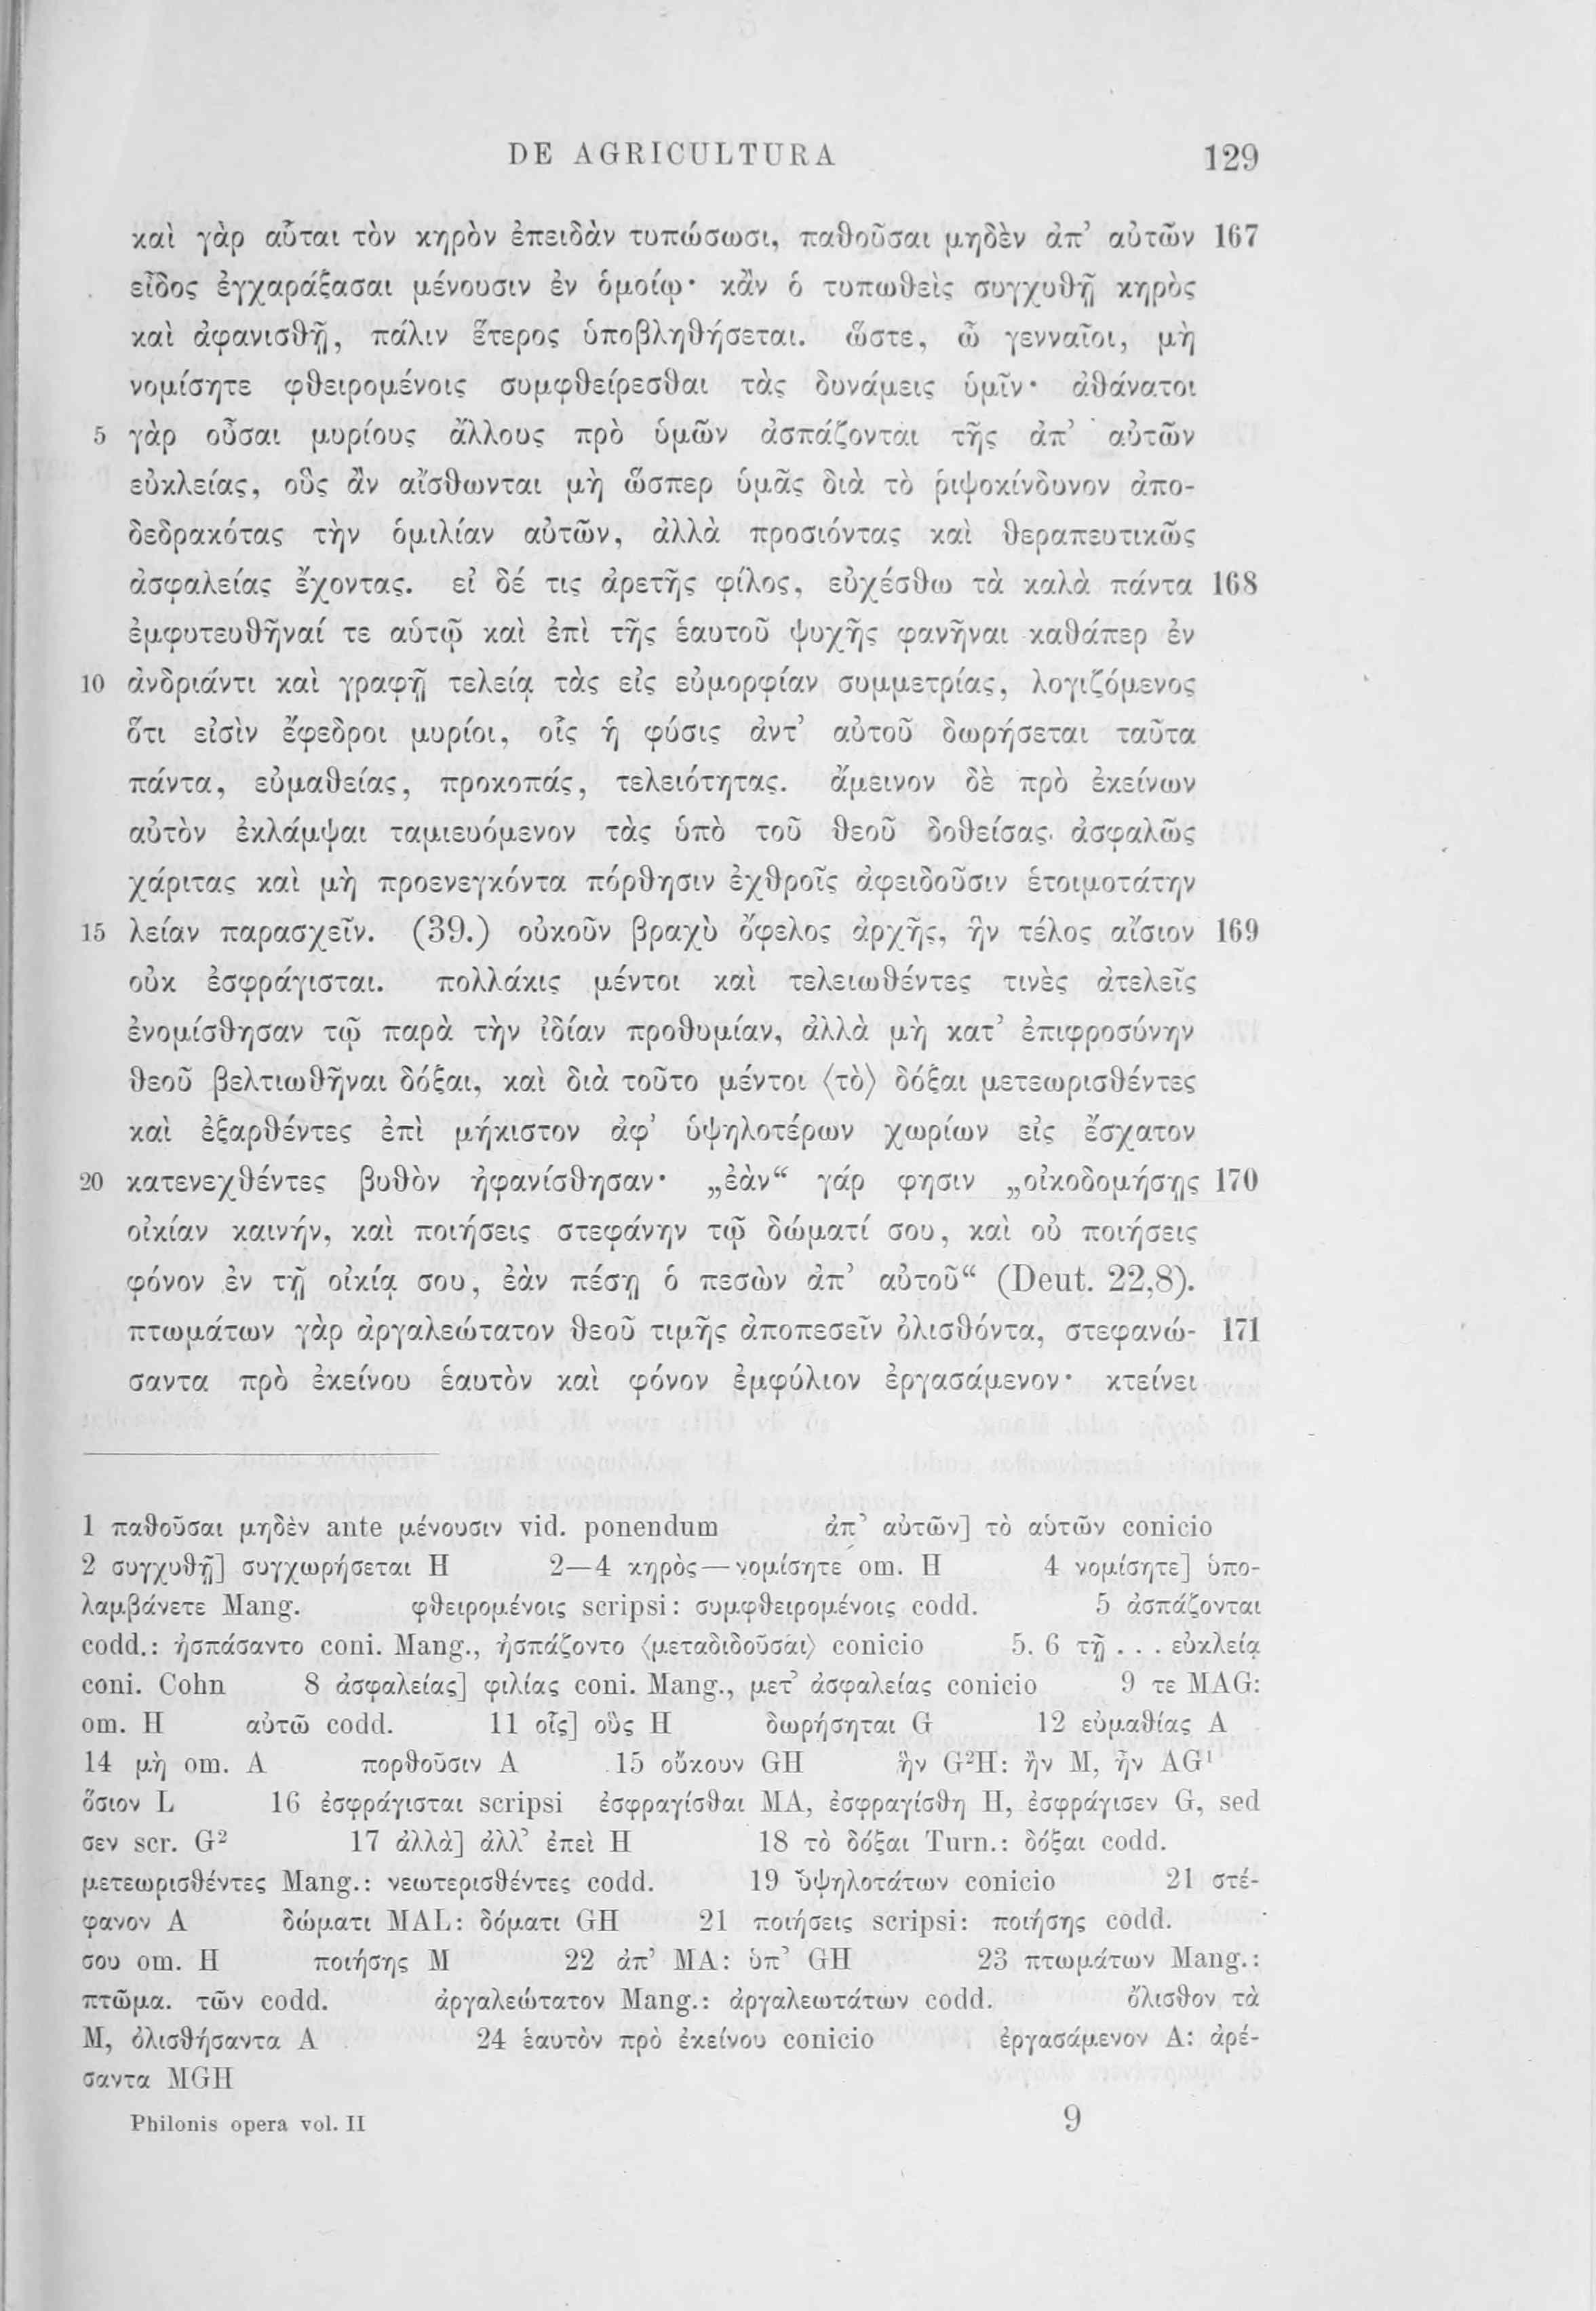 DE AGRICULTURA 129
καὶ γὰρ αὗται τὸν κηρὸν ἐπειδὰν τυπώσωσι, παθοῦσαι μηδὲν ἀπ’ αὐτῶν 167
εἶδος ἐγχαράξασαι μένουσιν ἐν ὁμοίῳ· κἂν ὁ τυπωθεὶς συγχυθῇ κηρὸς
καὶ ἀφανισθῇ, πάλιν ἕτερος ὑποβληθήσεται. ὥστε, ὦ γενναῖοι, μὴ
νομίσητε φθειρομένοις συμφθείρεσθαι τὰς δυνάμεις ὑμῖν· ἀθάνατοι
5 γὰρ οὖσαι μυρίους ἄλλους πρὸ ὑμῶν ἀσπάζονται τῆς ἀπ’ αὐτῶν
εὐκλείας, οὓς ἂν αἴσθωνται μὴ ὥσπερ ὑμᾶς διὰ τὸ ῥιψοκίνδυνον ἀπο-
δεδρακότας τὴν ὁμιλίαν αὐτῶν, ἀλλὰ προσιόντας καὶ θεραπευτικῶς
ἀσφαλείας ἔχοντας. εἰ δέ τις ἀρετῆς φίλος, εὐχέσθω τὰ καλὰ πάντα 168
ἐμφυτευθῆναί τε αὑτῷ καὶ ἐπὶ τῆς ἑαυτοῦ ψυχῆς φανῆναι καθάπερ ἐν
10 ἀνδριάντι καὶ γραφῇ τελείᾳ τὰς εἰς εὐμορφίαν συμμετρίας, λογιζόμενος
ὅτι εἰσὶν ἔφεδροι μυρίοι, οἷς ἡ φύσις ἀντ’ αὐτοῦ δωρήσεται ταῦτα
πάντα, εὐμαθείας, προκοπάς, τελειότητας. ἄμεινον δὲ πρὸ ἐκείνων
αὐτὸν ἐκλάμψαι ταμιευόμενον τὰς ὑπὸ τοῦ θεοῦ δοθείσας ἀσφαλῶς
χάριτας καὶ μὴ προενεγκόντα πόρθησιν ἐχθροῖς ἀφειδοῦσιν ἑτοιμοτάτην
15 λείαν παρασχεῖν. (39.) οὐκοῦν βραχὺ ὄφελος ἀρχῆς, ἣν τέλος αἴσιον 169
οὐκ ἐσφράγισται. πολλάκις μέντοι καὶ τελειωθέντες τινὲς ἀτελεῖς
ἐνομίσθησαν τῷ παρὰ τὴν ἰδίαν προθυμίαν, ἀλλὰ μὴ κατ’ ἐπιφροσύνην
θεοῦ βελτιωθῆναι δόξαι, καὶ διὰ τοῦτο μέντοι ⟨τὸ⟩ δόξαι μετεωρισθέντες
καὶ ἐξαρθέντες ἐπὶ μήκιστον ἀφ’ ὑψηλοτέρων χωρίων εἰς ἔσχατον
20 κατενεχθέντες βυθὸν ἠφανίσθησαν· „ἐὰν“ γάρ φησιν „οἰκοδομήσῃς 170
οἰκίαν καινήν, καὶ ποιήσεις στεφάνην τῷ δώματί σου, καὶ οὐ ποιήσεις
φόνον ἐν τῇ οἰκίᾳ σου, ἐὰν πέσῃ ὁ πεσὼν ἀπ’ αὐτοῦ“ (Deut. 22,8).
πτωμάτων γὰρ ἀργαλεώτατον θεοῦ τιμῆς ἀποπεσεῖν ὀλισθόντα, στεφανώ- 171
σαντα πρὸ ἐκείνου ἑαυτὸν καὶ φόνον ἐμφύλιον ἐργασάμενον· κτείνει
1 παθοῦσαι μηδὲν ante μένουσιν vid. ponendum ἀπ’ αὐτῶν] τὸ αὑτῶν conicio
2 συγχυθῇ] συγχωρήσεται H 2—4 κηρὸς—νομίσητε om. H 4 νομίσητε] ὑπο-
λαμβάνετε Mang. φθειρομένοις scripsi: συμφθειρομένοις codd. 5 ἀσπάζονται
codd.: ἠσπάσαντο coni. Mang., ἠσπάζοντο ⟨μεταδιδοῦσαι⟩ conicio 5. 6 τῇ . . . εὐκλείᾳ
coni. Cohn 8 ἀσφαλείας] φιλίας coni. Mang., μετ’ ἀσφαλείας conicio 9 τε MAG:
om. H αὐτῶ codd. 11 οἷς] οὓς H δωρήσηται G 12 εὐμαθίας A
14 μὴ om. A πορθοῦσιν A 15 οὔκουν GH ἣν G²H: ἢν M, ἦν AG¹
ὅσιον L 16 ἐσφράγισται scripsi ἐσφραγίσθαι MA, ἐσφραγίσθη H, ἐσφράγισεν G, sed
σεν scr. G² 17 ἀλλὰ] ἀλλ’ ἐπεὶ H 18 τὸ δόξαι Turn.: δόξαι codd.
μετεωρισθέντες Mang.: νεωτερισθέντες codd. 19 ὑψηλοτάτων conicio 21 στέ-
φανον A δώματι MAL: δόματι GH 21 ποιήσεις scripsi: ποιήσης codd.
σου om. H ποιήσης M 22 ἀπ’ MA: ὑπ’ GH 23 πτωμάτων Mang.:
πτῶμα. τῶν codd. ἀργαλεώτατον Mang.: ἀργαλεωτάτων codd. ὄλισθον τὰ
M, ὀλισθήσαντα A 24 ἑαυτὸν πρὸ ἐκείνου conicio ἐργασάμενον A: ἀρέ-
σαντα MGH
Philonis opera vol. II 9